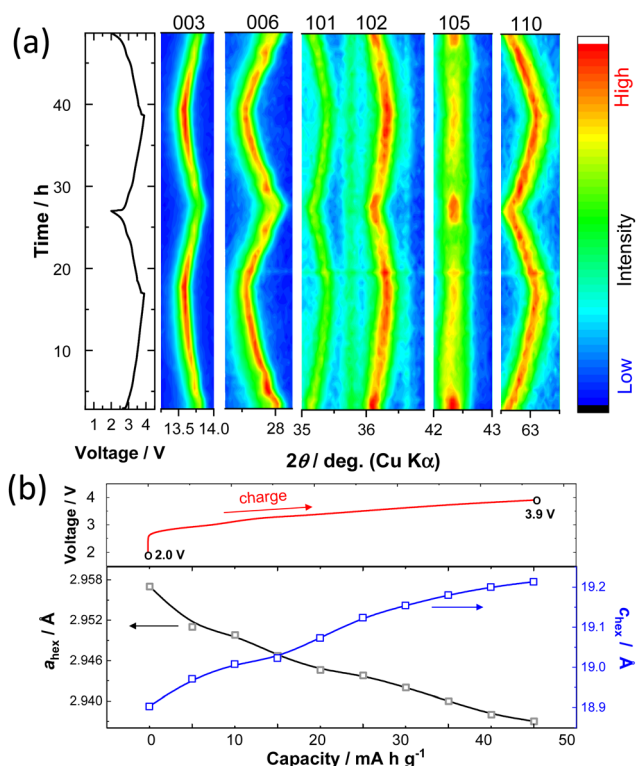 (a)
003 006 101 102 105 110
High
Intensity
Low
Time / h
40
30
20
10
1 2 3 4
13.5 14.0
28
35 36 38
42 43
63
Voltage / V
2θ / deg. (Cu Kα)
(b)
Voltage / V
4
3
2
charge
2.0 V
3.9 V
a_hex / Å
2.958
2.952
2.946
2.940
c_hex / Å
19.2
19.1
19.0
18.9
0 10 20 30 40 50
Capacity / mA h g⁻¹